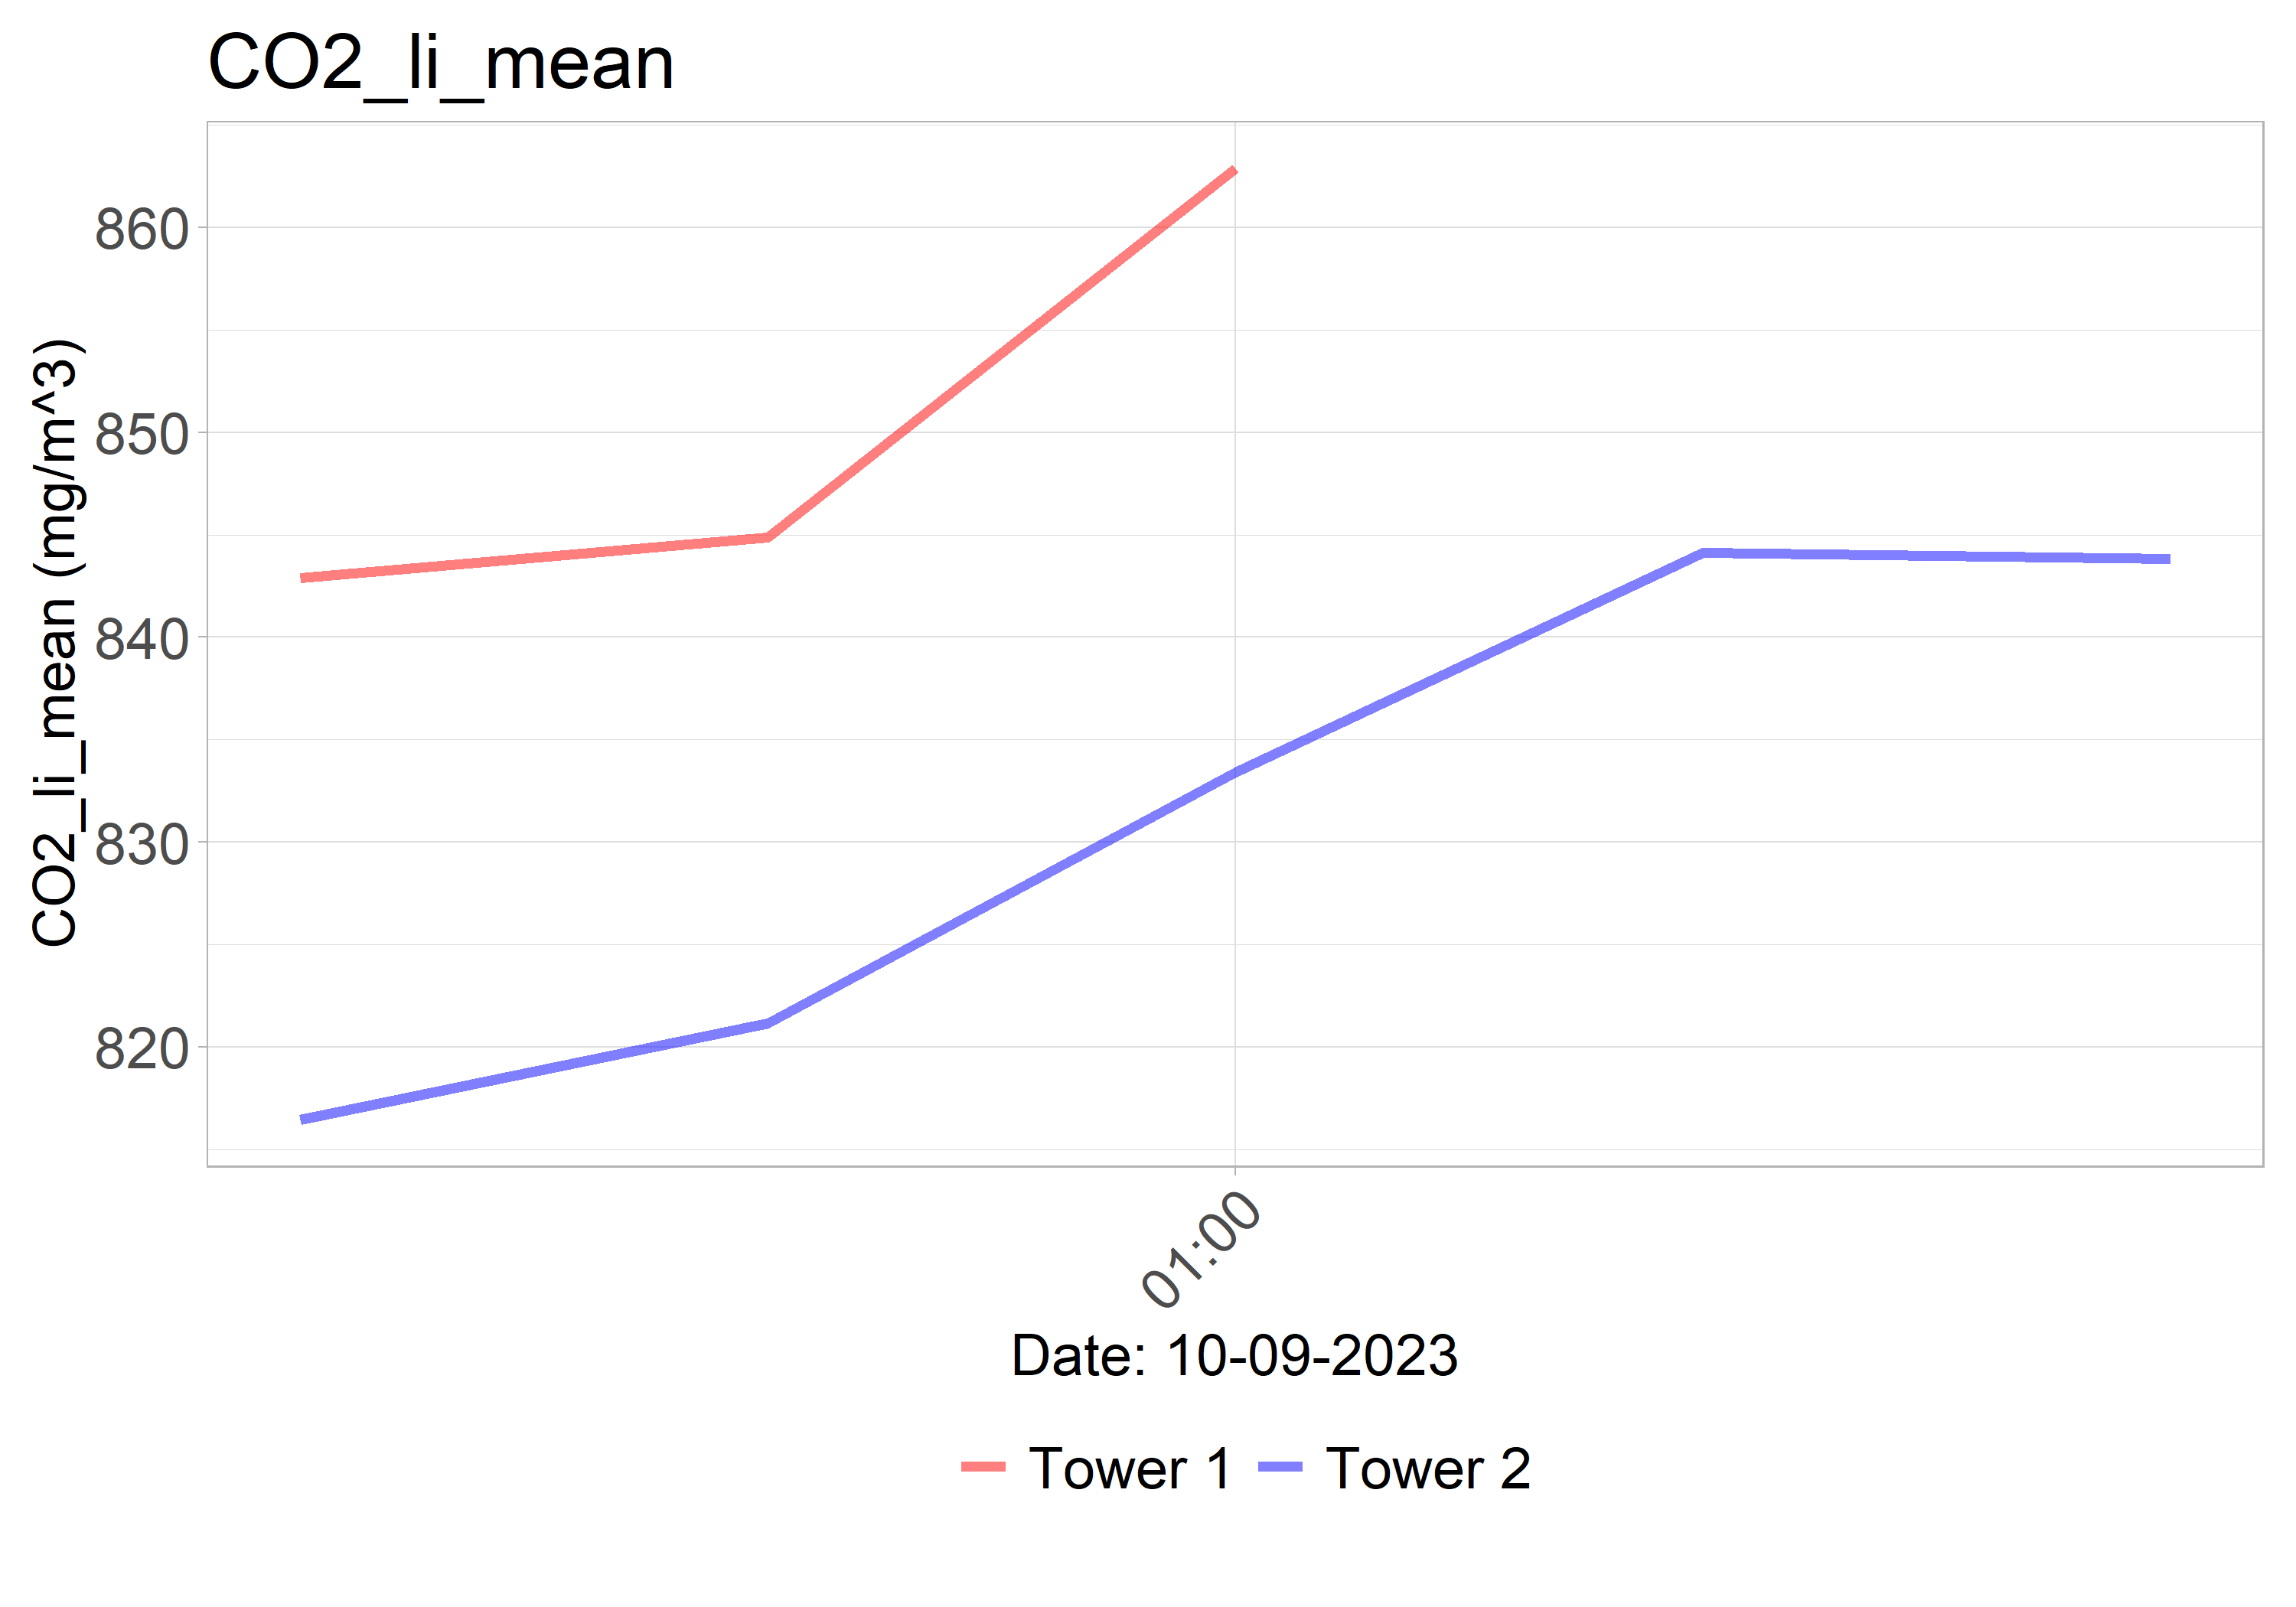 CO2_li_mean
CO2_li_mean (mg/m^3)
860
850
840
830
820
01:00
Date: 10-09-2023
Tower 1 Tower 2